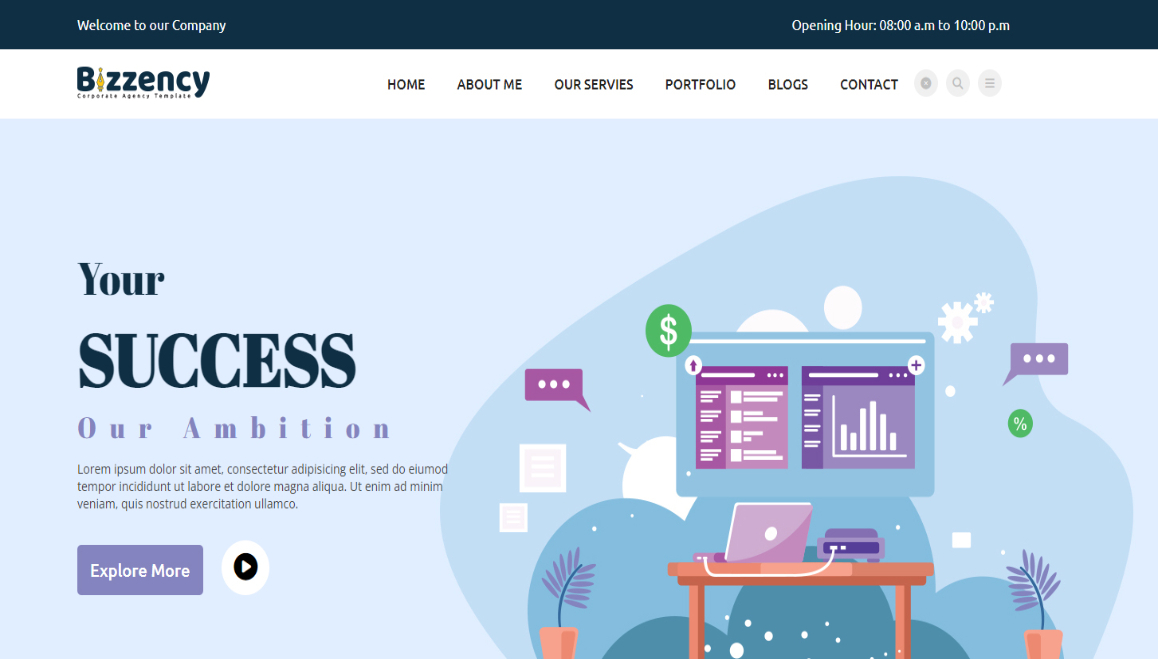 Welcome to our Company
Opening Hour: 08:00 a.m to 10:00 p.m
Bizzency
Corporate Agency Template
HOME ABOUT ME OUR SERVIES PORTFOLIO BLOGS CONTACT
Your
SUCCESS
Our Ambition
Lorem ipsum dolor sit amet, consectetur adipisicing elit, sed do eiumod
tempor incididunt ut labore et dolore magna aliqua. Ut enim ad minim
veniam, quis nostrud exercitation ullamco.
Explore More
$
%